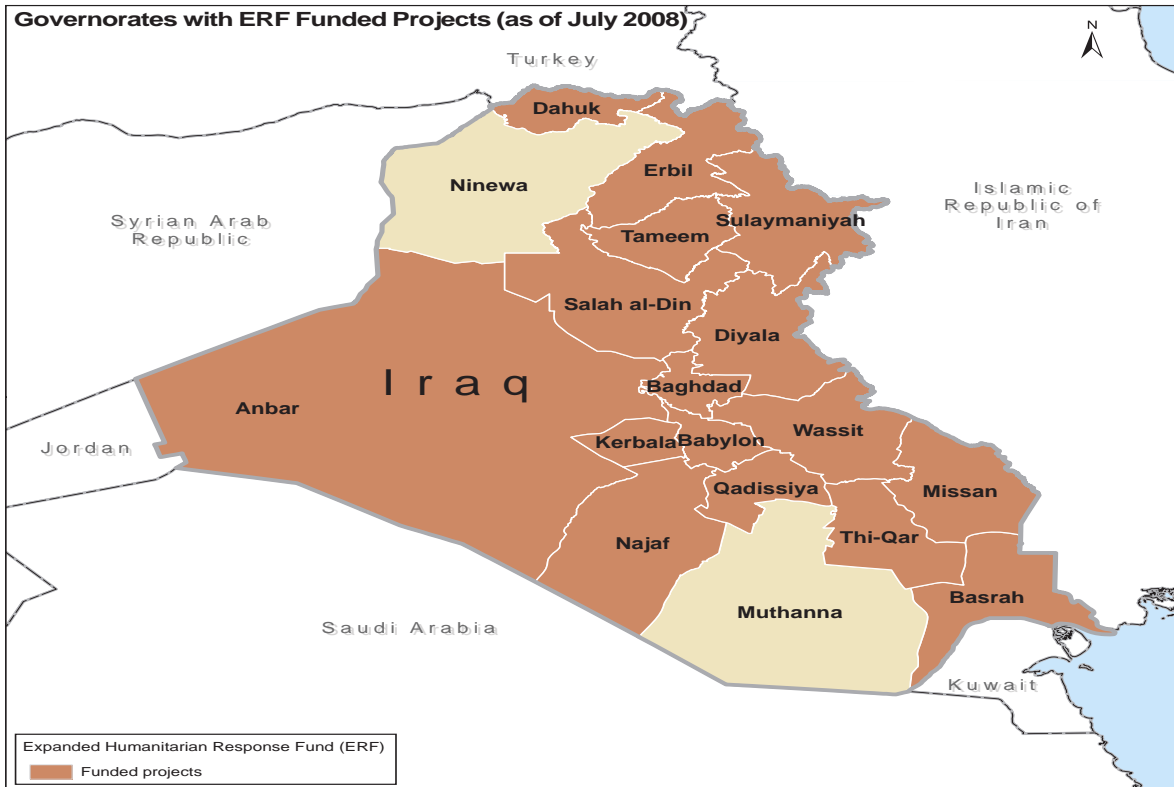 Governorates with ERF Funded Projects (as of July 2008)
Turkey
Dahuk
Ninewa
Erbil
Syrian Arab
Republic
Islamic
Republic of
Iran
Sulaymaniyah
Tameem
Salah al-Din
Diyala
Iraq
Baghdad
Anbar
Wassit
Kerbala
Babylon
Jordan
Qadissiya
Missan
Najaf
Thi-Qar
Basrah
Muthanna
Saudi Arabia
Kuwait
N
Expanded Humanitarian Response Fund (ERF)
Funded projects